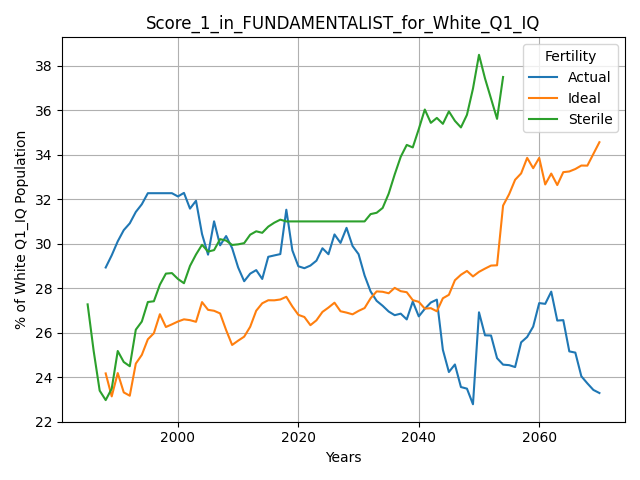 Score_1_in_FUNDAMENTALIST_for_White_Q1_IQ
% of White Q1_IQ Population
38
36
34
32
30
28
26
24
22
Fertility
Actual
Ideal
Sterile
2000
2020
2040
2060
Years